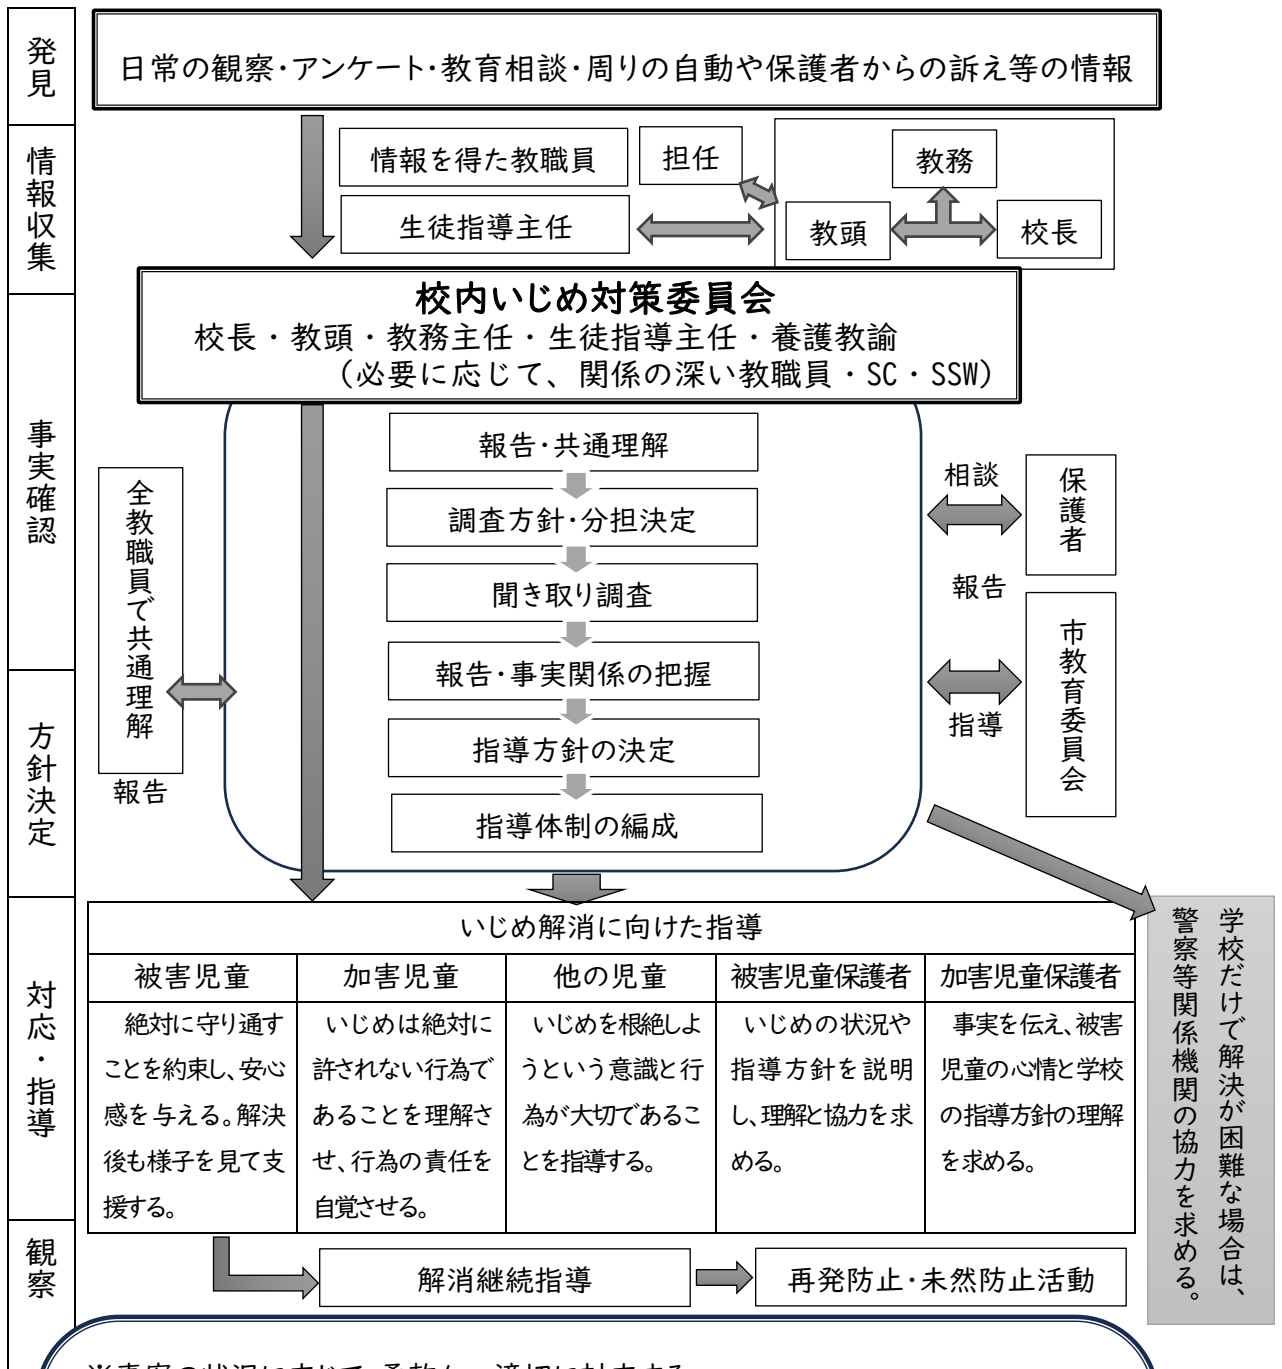 発見
日常の観察・アンケート・教育相談・周りの自動や保護者からの訴え等の情報
情報収集
情報を得た教職員
担任
教務
生徒指導主任
教頭
校長
校内いじめ対策委員会
校長・教頭・教務主任・生徒指導主任・養護教諭
（必要に応じて、関係の深い教職員・SC・SSW）
事実確認
報告・共通理解
調査方針・分担決定
聞き取り調査
報告・事実関係の把握
全教職員で共通理解
報告
相談
保護者
報告
市教育委員会
指導
方針決定
指導方針の決定
指導体制の編成
対応・指導
いじめ解消に向けた指導
被害児童
絶対に守り通す
ことを約束し、安心
感を与える。解決
後も様子を見て支
援する。
加害児童
いじめは絶対に
許されない行為で
あることを理解さ
せ、行為の責任を
自覚させる。
他の児童
いじめを根絶しよ
うという意識と行
為が大切であるこ
とを指導する。
被害児童保護者
いじめの状況や
指導方針を説明
し、理解と協力を求
める。
加害児童保護者
事実を伝え、被害
児童の心情と学校
の指導方針の理解
を求める。
学校だけで解決が困難な場合は、
警察等関係機関の協力を求める。
観察
解消継続指導
再発防止・未然防止活動